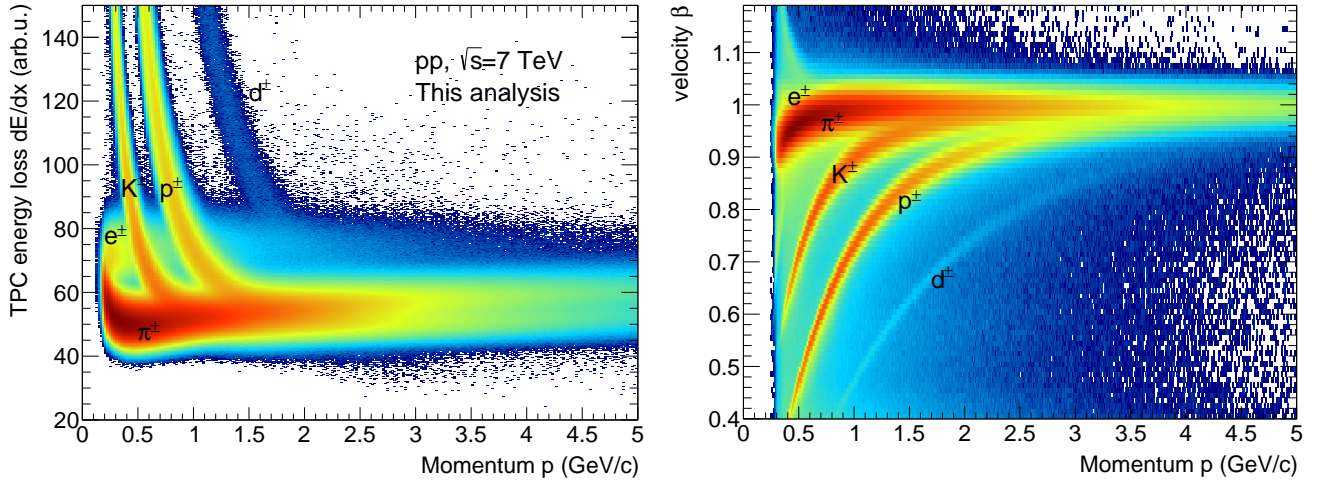 TPC energy loss dE/dx (arb.u.)
140
120
100
80
60
40
20
pp, √s=7 TeV
This analysis
d±
K±
p±
e±
π±
0 0.5 1 1.5 2 2.5 3 3.5 4 4.5 5
Momentum p (GeV/c)
velocity β
1.1
1
0.9
0.8
0.7
0.6
0.5
0.4
e±
π±
K±
p±
d±
0 0.5 1 1.5 2 2.5 3 3.5 4 4.5 5
Momentum p (GeV/c)